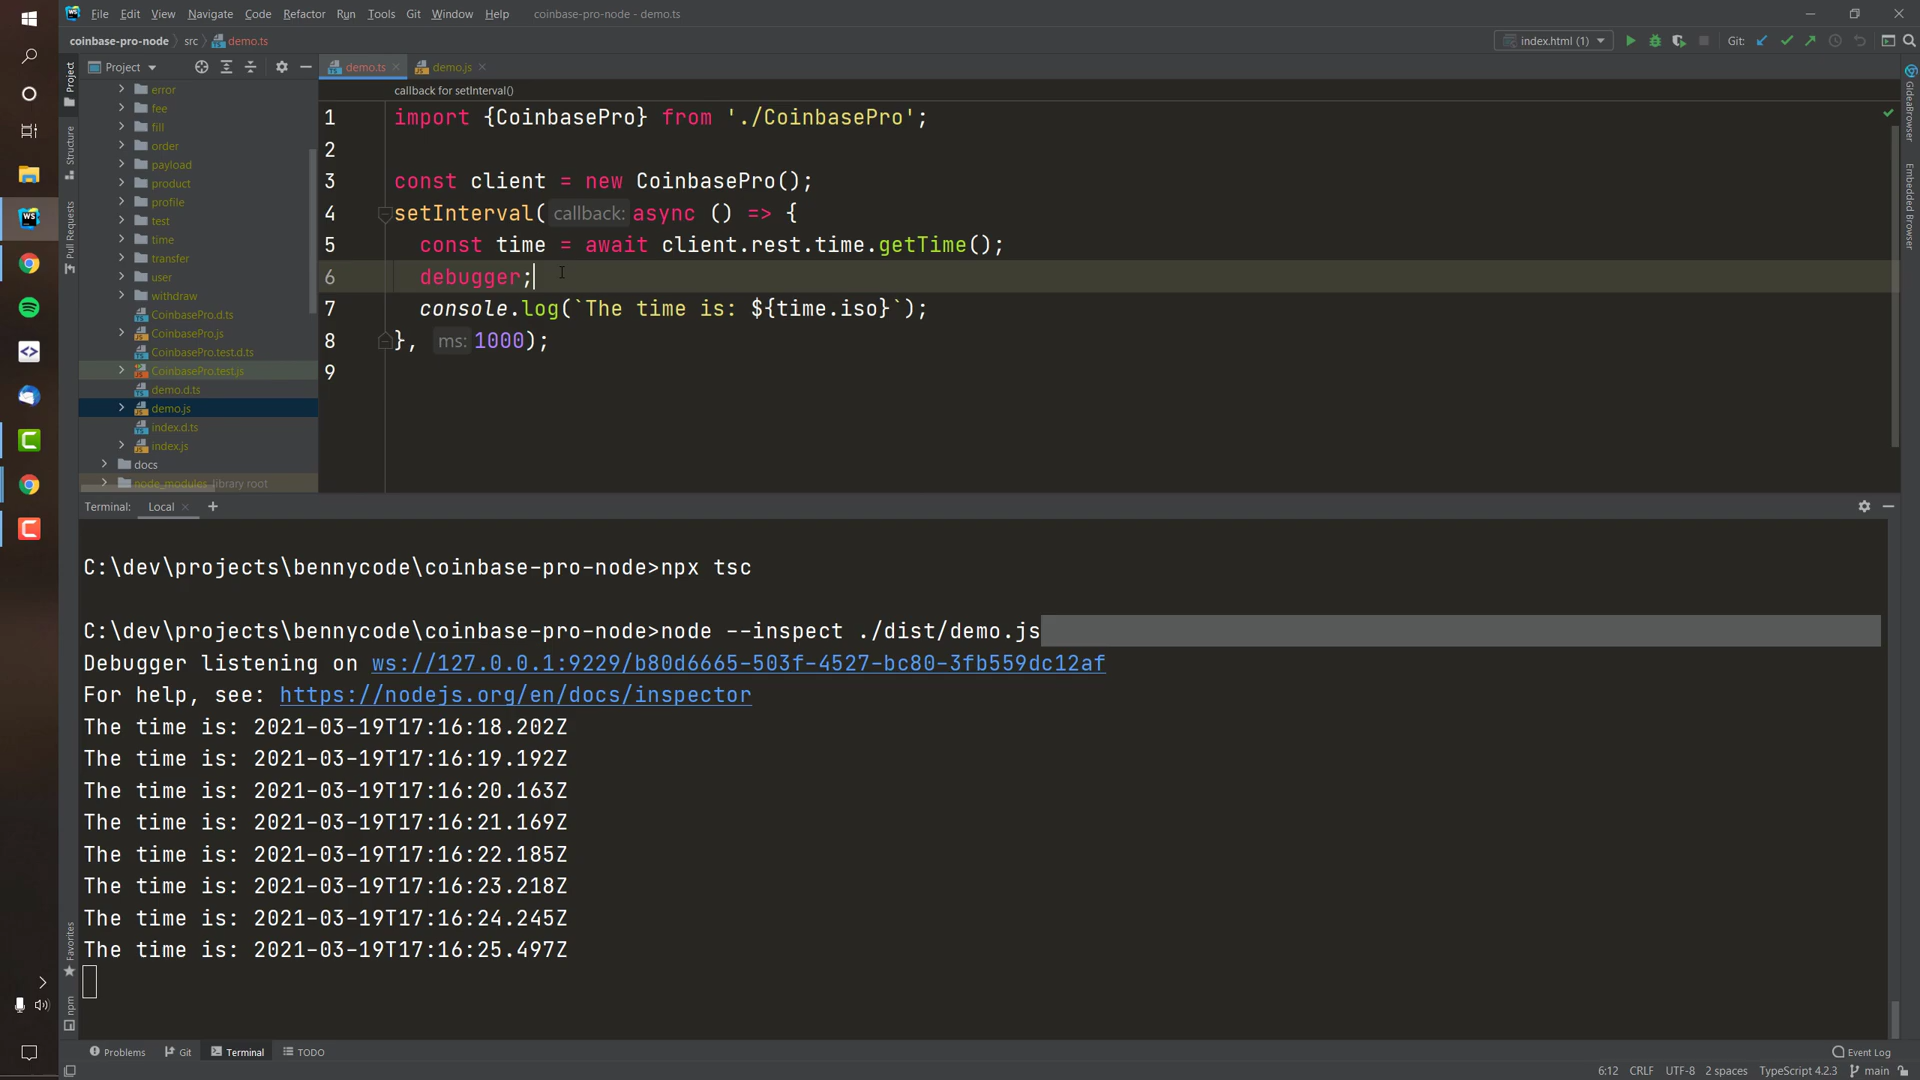 File Edit View Navigate Code Refactor Run Tools Git Window Help coinbase-pro-node - demo.ts
coinbase-pro-node src demo.ts
index.html (1) Git:
Project
demo.ts demo.js
callback for setInterval()
Project
Structure
Pull Requests
error
fee
fill
order
payload
product
profile
test
time
transfer
user
withdraw
CoinbasePro.d.ts
CoinbasePro.js
CoinbasePro.test.d.ts
CoinbasePro.test.js
demo.d.ts
demo.js
index.d.ts
index.js
docs
node_modules library root
1 import {CoinbasePro} from './CoinbasePro';
2
3 const client = new CoinbasePro();
4 setInterval( callback: async () => {
5 const time = await client.rest.time.getTime();
6 debugger;
7 console.log(`The time is: ${time.iso}`);
8 }, ms: 1000);
9
GIdeaBrowser
Embedded Browser
Terminal: Local
C:\dev\projects\bennycode\coinbase-pro-node>npx tsc
C:\dev\projects\bennycode\coinbase-pro-node>node --inspect ./dist/demo.js
Debugger listening on ws://127.0.0.1:9229/b80d6665-503f-4527-bc80-3fb559dc12af
For help, see: https://nodejs.org/en/docs/inspector
The time is: 2021-03-19T17:16:18.202Z
The time is: 2021-03-19T17:16:19.192Z
The time is: 2021-03-19T17:16:20.163Z
The time is: 2021-03-19T17:16:21.169Z
The time is: 2021-03-19T17:16:22.185Z
The time is: 2021-03-19T17:16:23.218Z
The time is: 2021-03-19T17:16:24.245Z
The time is: 2021-03-19T17:16:25.497Z
Favorites
npm
Problems Git Terminal TODO
Event Log
6:12 CRLF UTF-8 2 spaces TypeScript 4.2.3 main